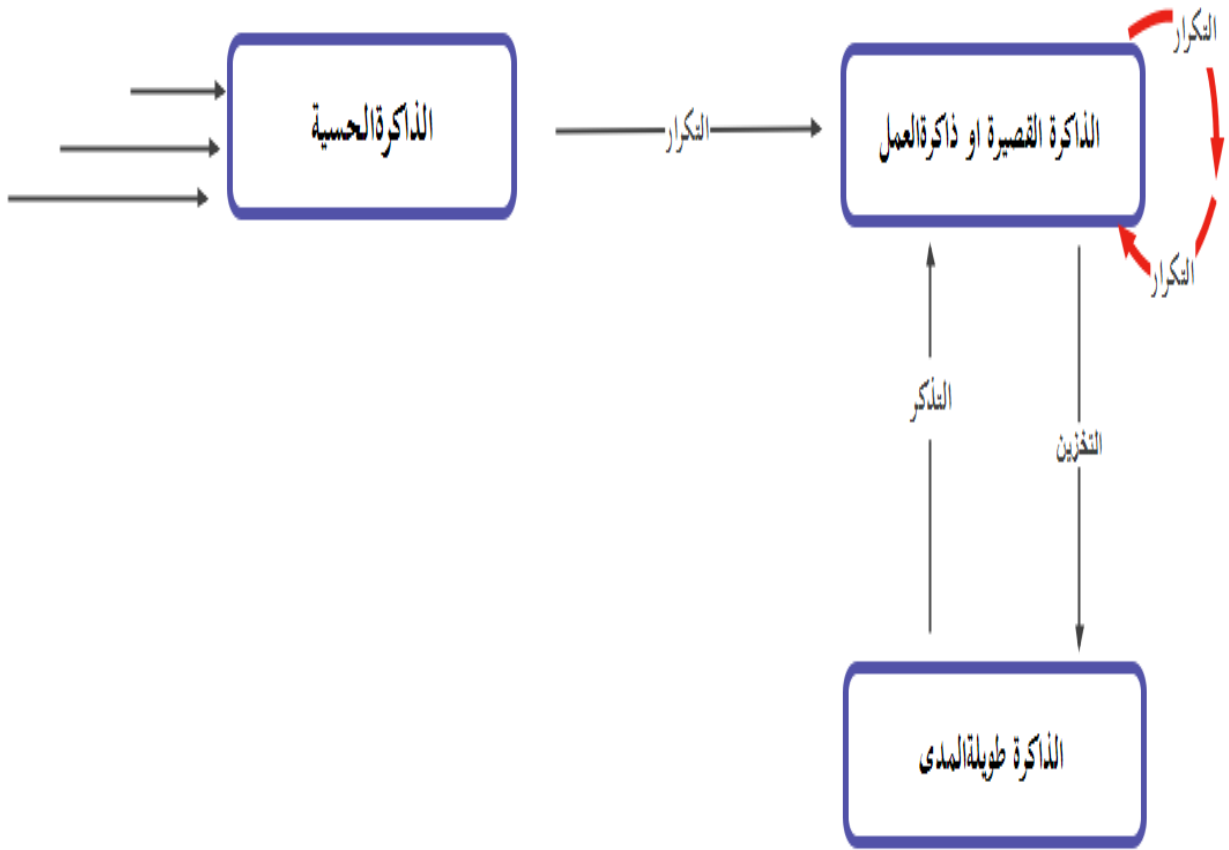 التكرار
الذاكرةالحسية
التكرار
الذاكرة القصيرة او ذاكرةالعمل
التكرار
التذكر
التخزين
الذاكرة طويلةالمدى